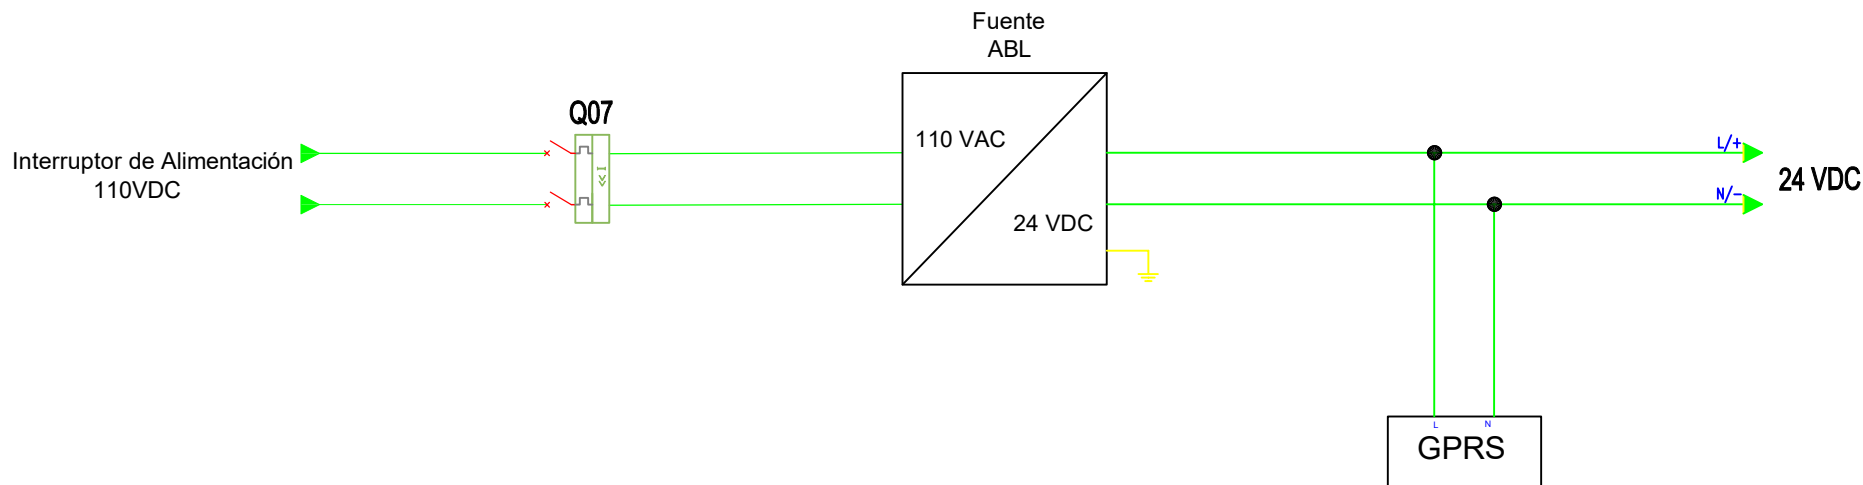 Fuente
ABL
Q07
Interruptor de Alimentación
110VDC
I>>
110 VAC
24 VDC
L/+
N/-
24 VDC
L
N
GPRS